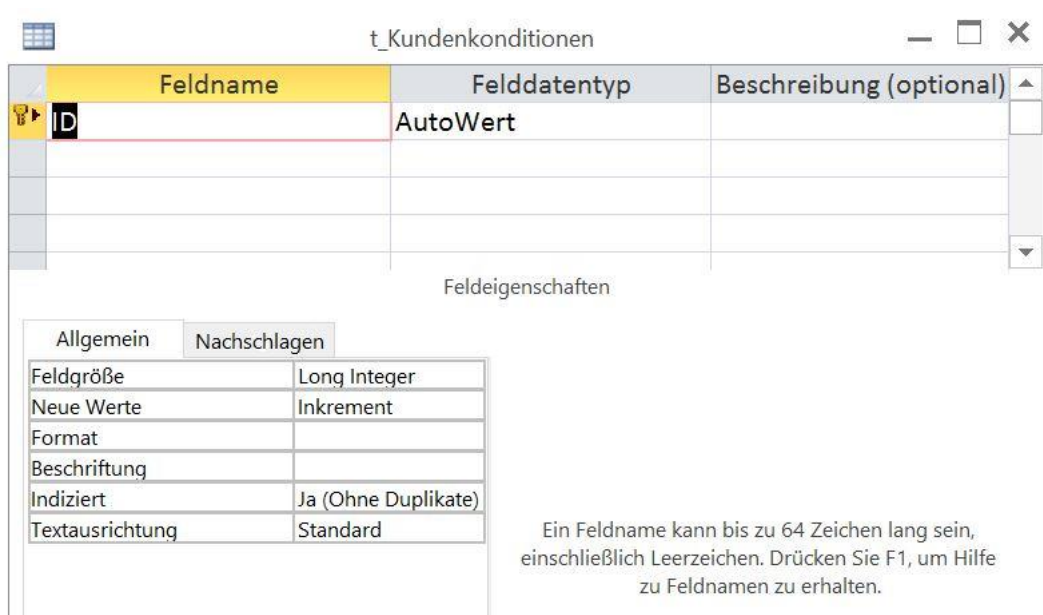 t_Kundenkonditionen
Feldname Felddatentyp Beschreibung (optional)
ID AutoWert
Feldeigenschaften
Allgemein Nachschlagen
Feldgröße Long Integer
Neue Werte Inkrement
Format
Beschriftung
Indiziert Ja (Ohne Duplikate)
Textausrichtung Standard
Ein Feldname kann bis zu 64 Zeichen lang sein,
einschließlich Leerzeichen. Drücken Sie F1, um Hilfe
zu Feldnamen zu erhalten.